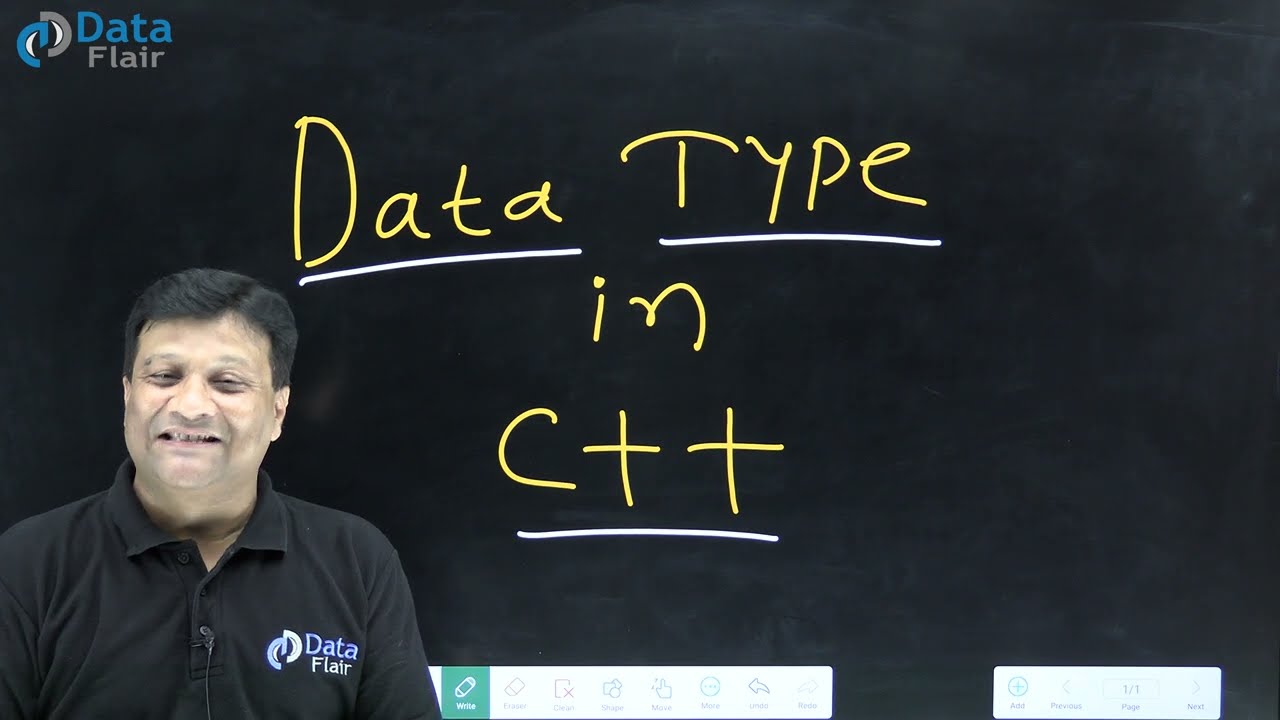 Data
Flair
Data Type
in
C++
Data
Flair
Write
Eraser
Clean
Shape
Move
More
Undo
Redo
Add
Previous
1/1
Page
Next